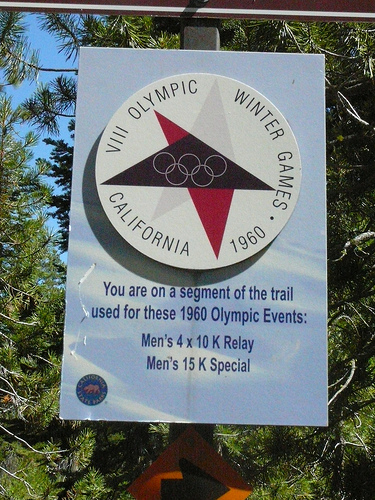 VIII OLYMPIC WINTER GAMES •
CALIFORNIA 1960
You are on a segment of the trail
used for these 1960 Olympic Events:
Men's 4 x 10 K Relay
Men's 15 K Special